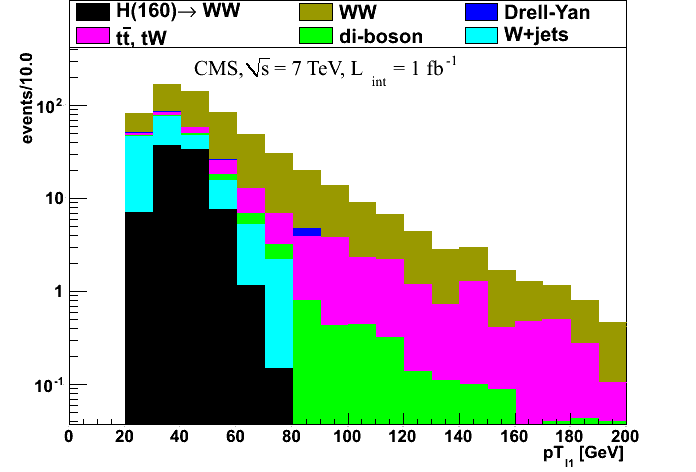 H(160)→ WW WW Drell-Yan
tt̅, tW di-boson W+jets
CMS, √s = 7 TeV, L int = 1 fb⁻¹
events/10.0
10²
10
1
10⁻¹
0 20 40 60 80 100 120 140 160 180 200
pT l1 [GeV]